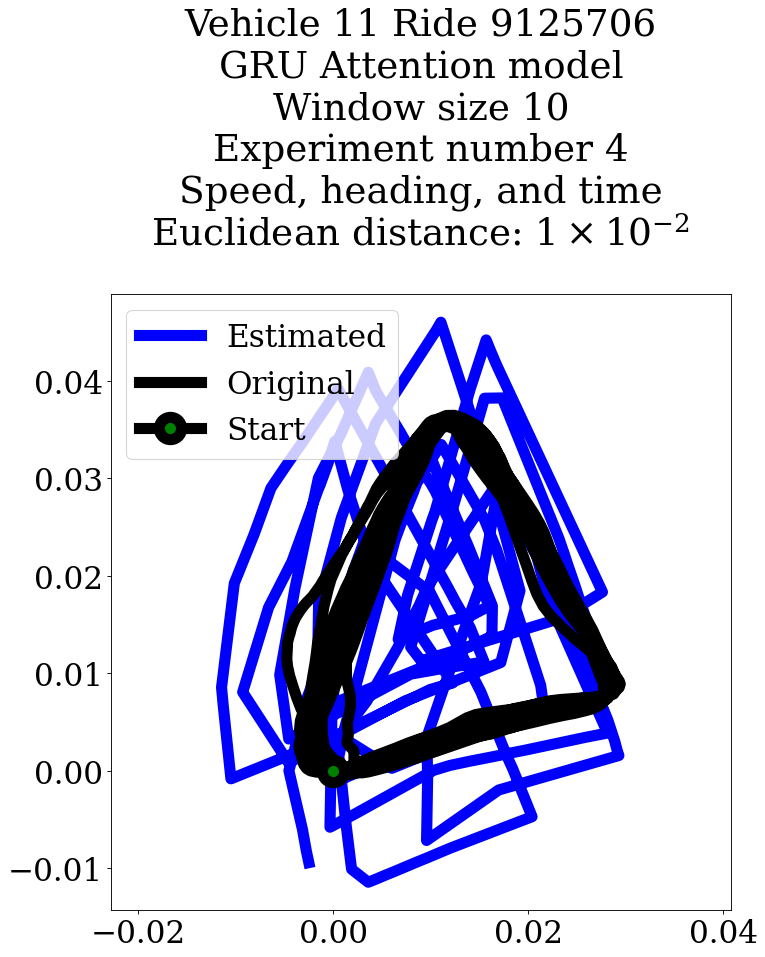 Vehicle 11 Ride 9125706
GRU Attention model
Window size 10
Experiment number 4
Speed, heading, and time
Euclidean distance: 1 × 10⁻²
Estimated
Original
Start
0.04
0.03
0.02
0.01
0.00
−0.01
−0.02 0.00 0.02 0.04